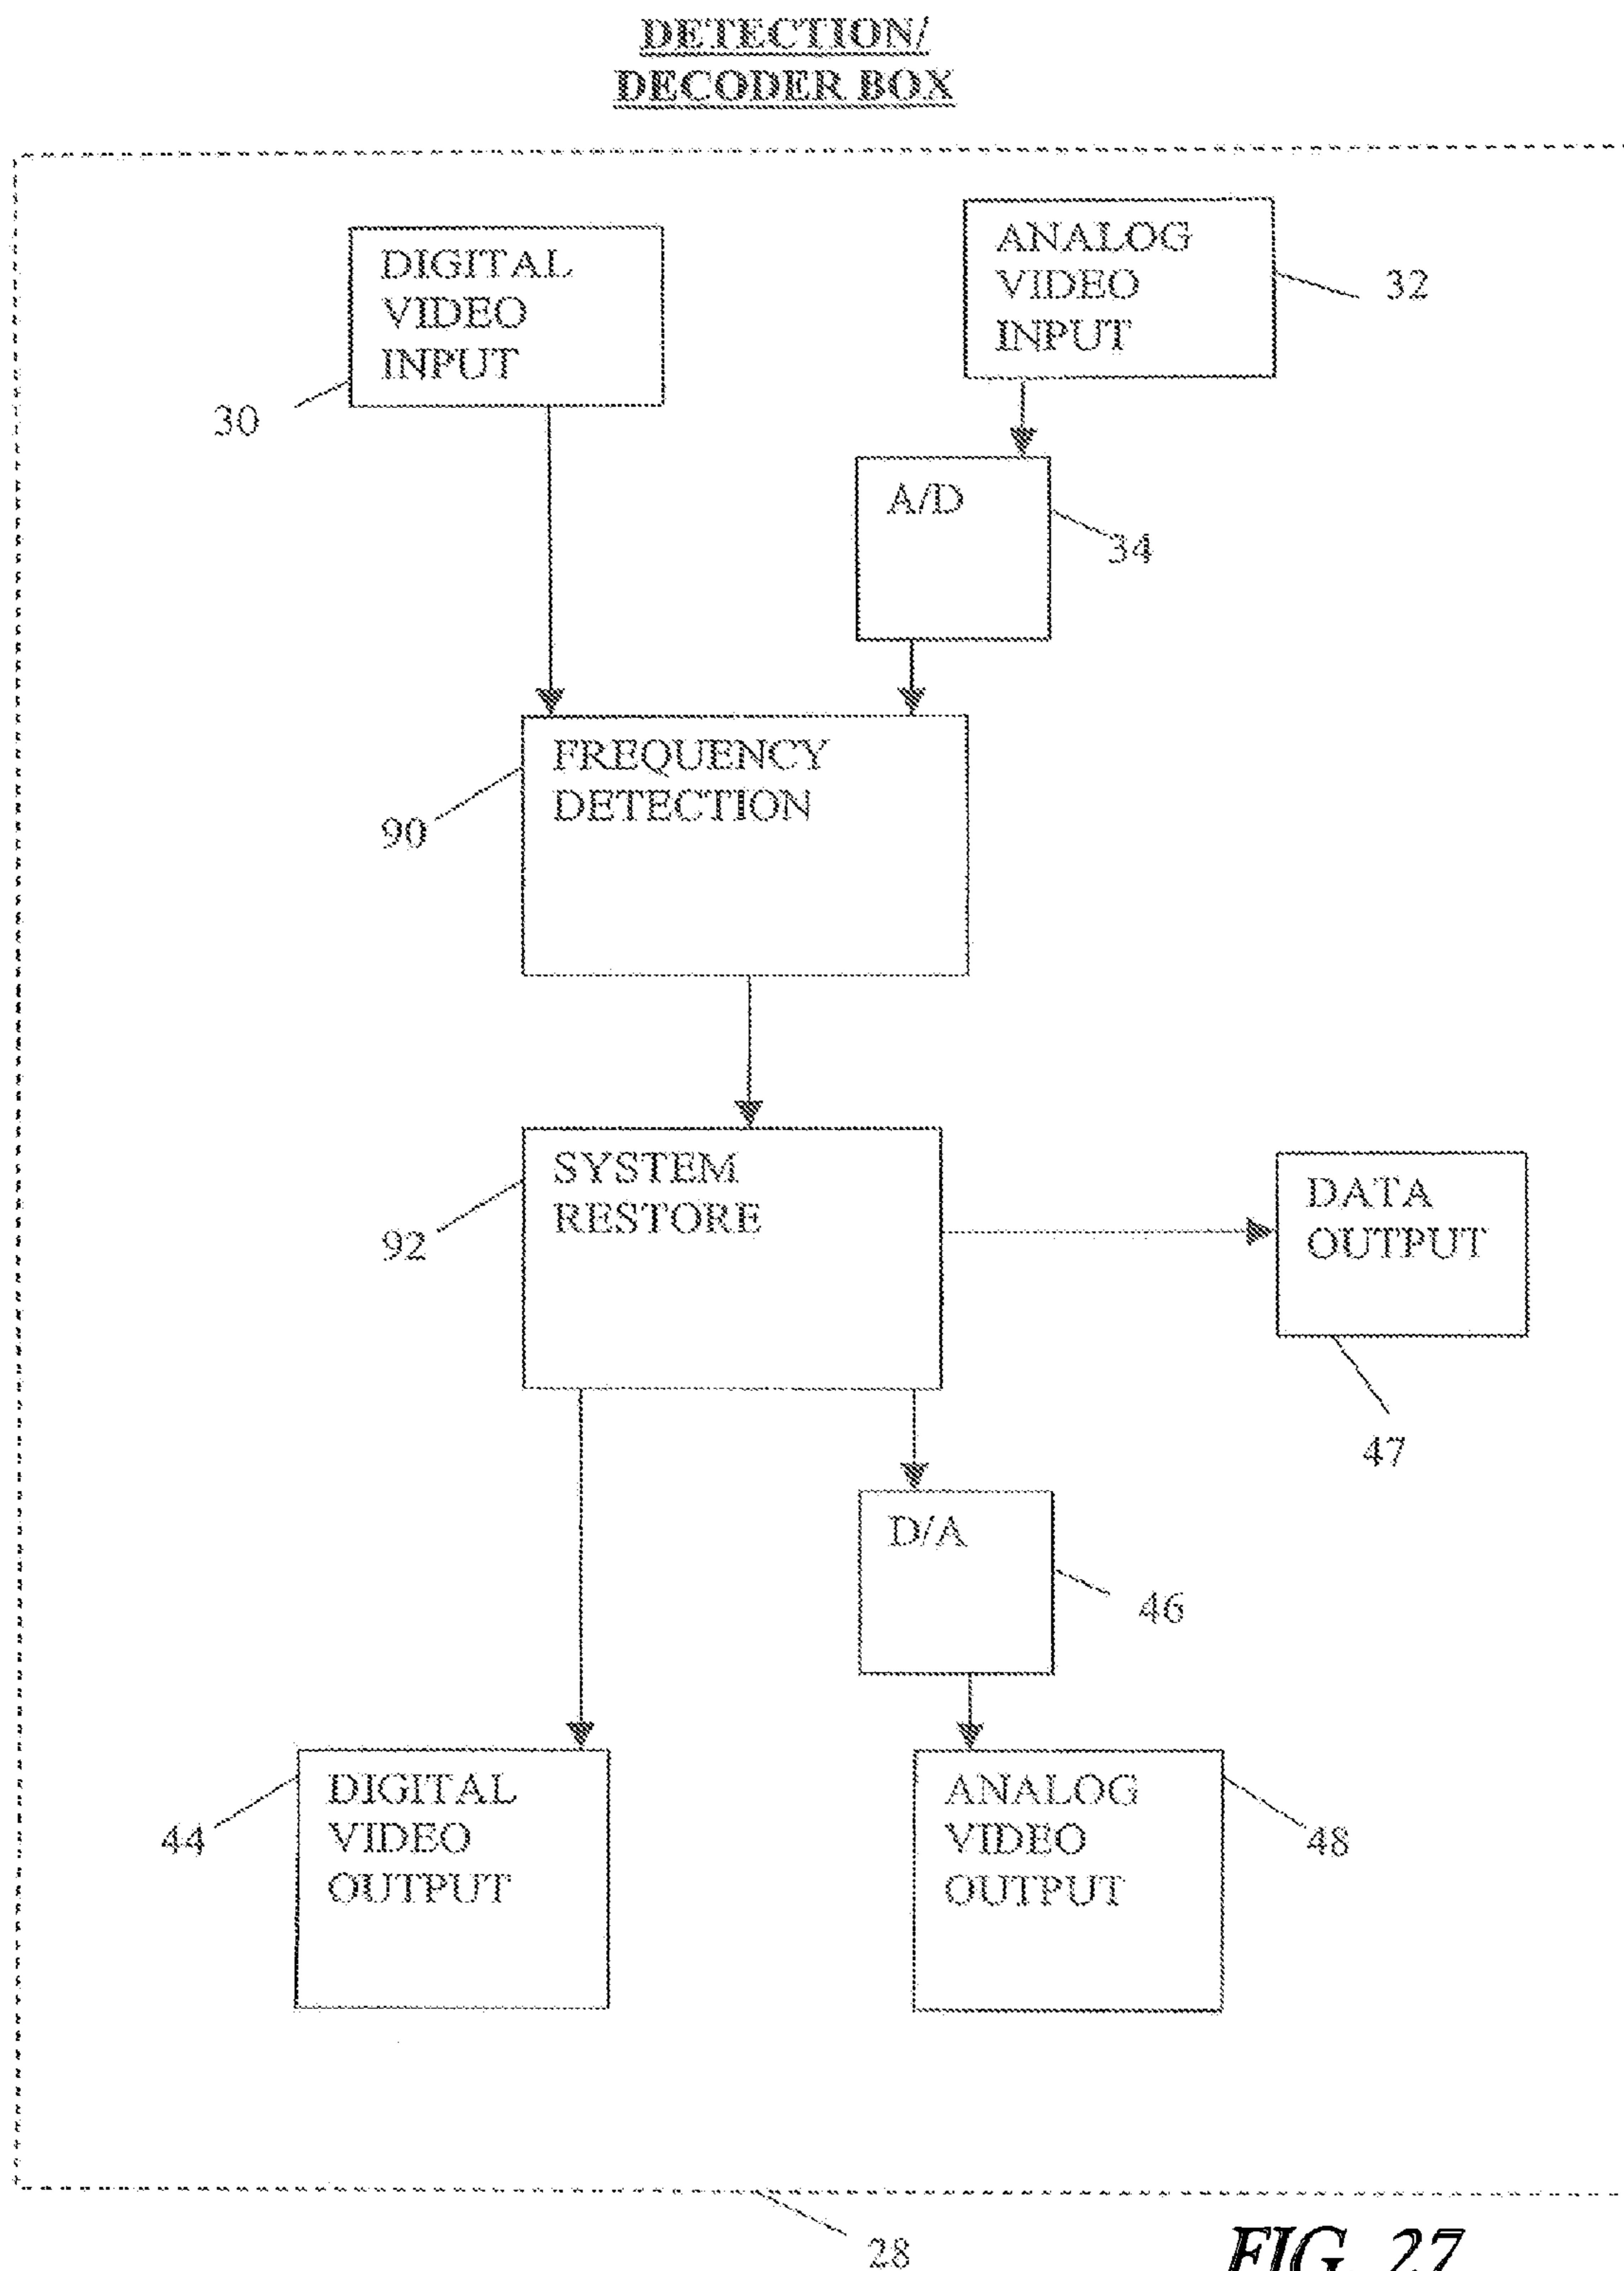 DETECTION/
DECODER BOX
DIGITAL
VIDEO
INPUT
30
ANALOG
VIDEO
INPUT
32
A/D
34
FREQUENCY
DETECTION
90
SYSTEM
RESTORE
92
DATA
OUTPUT
47
D/A
46
DIGITAL
VIDEO
OUTPUT
44
ANALOG
VIDEO
OUTPUT
48
28
FIG. 27